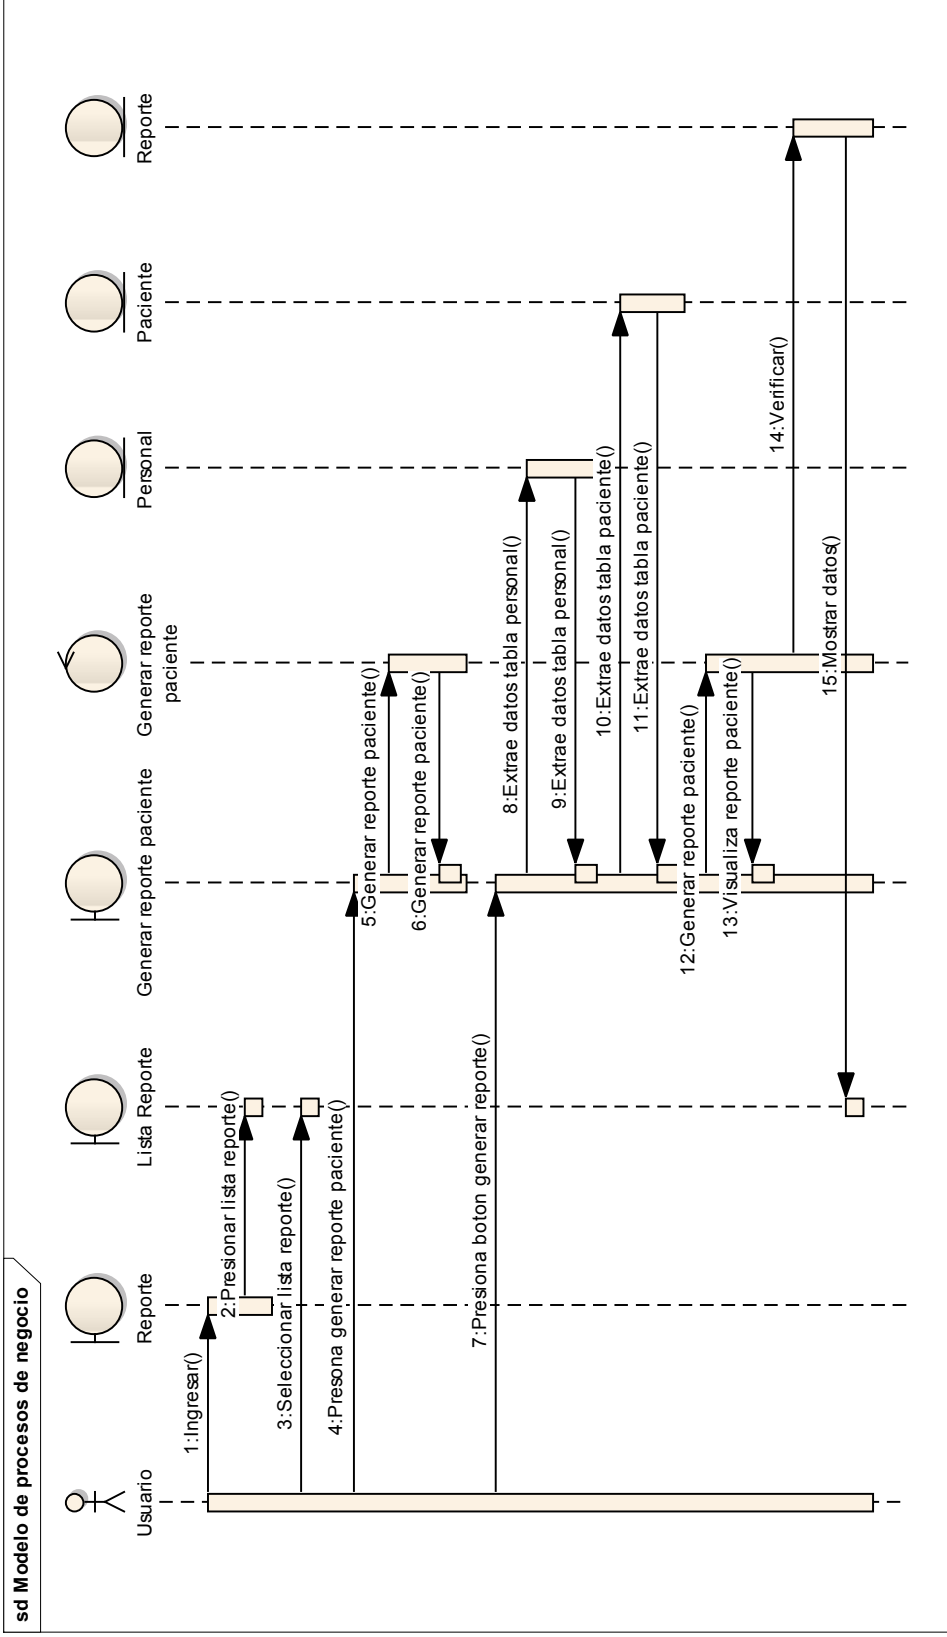 sd Modelo de procesos de negocio
Usuario
Reporte
Lista Reporte
Generar reporte paciente
Generar reporte
paciente
Personal
Paciente
Reporte
1:Ingresar()
2:Presionar lista reporte()
3:Seleccionar lista reporte()
4:Presona generar reporte paciente()
5:Generar reporte paciente()
6:Generar reporte paciente()
7:Presiona boton generar reporte()
8:Extrae datos tabla personal()
9:Extrae datos tabla personal()
10:Extrae datos tabla paciente()
11:Extrae datos tabla paciente()
12:Generar reporte paciente()
13:Visualiza reporte paciente()
14:Verificar()
15:Mostrar datos()